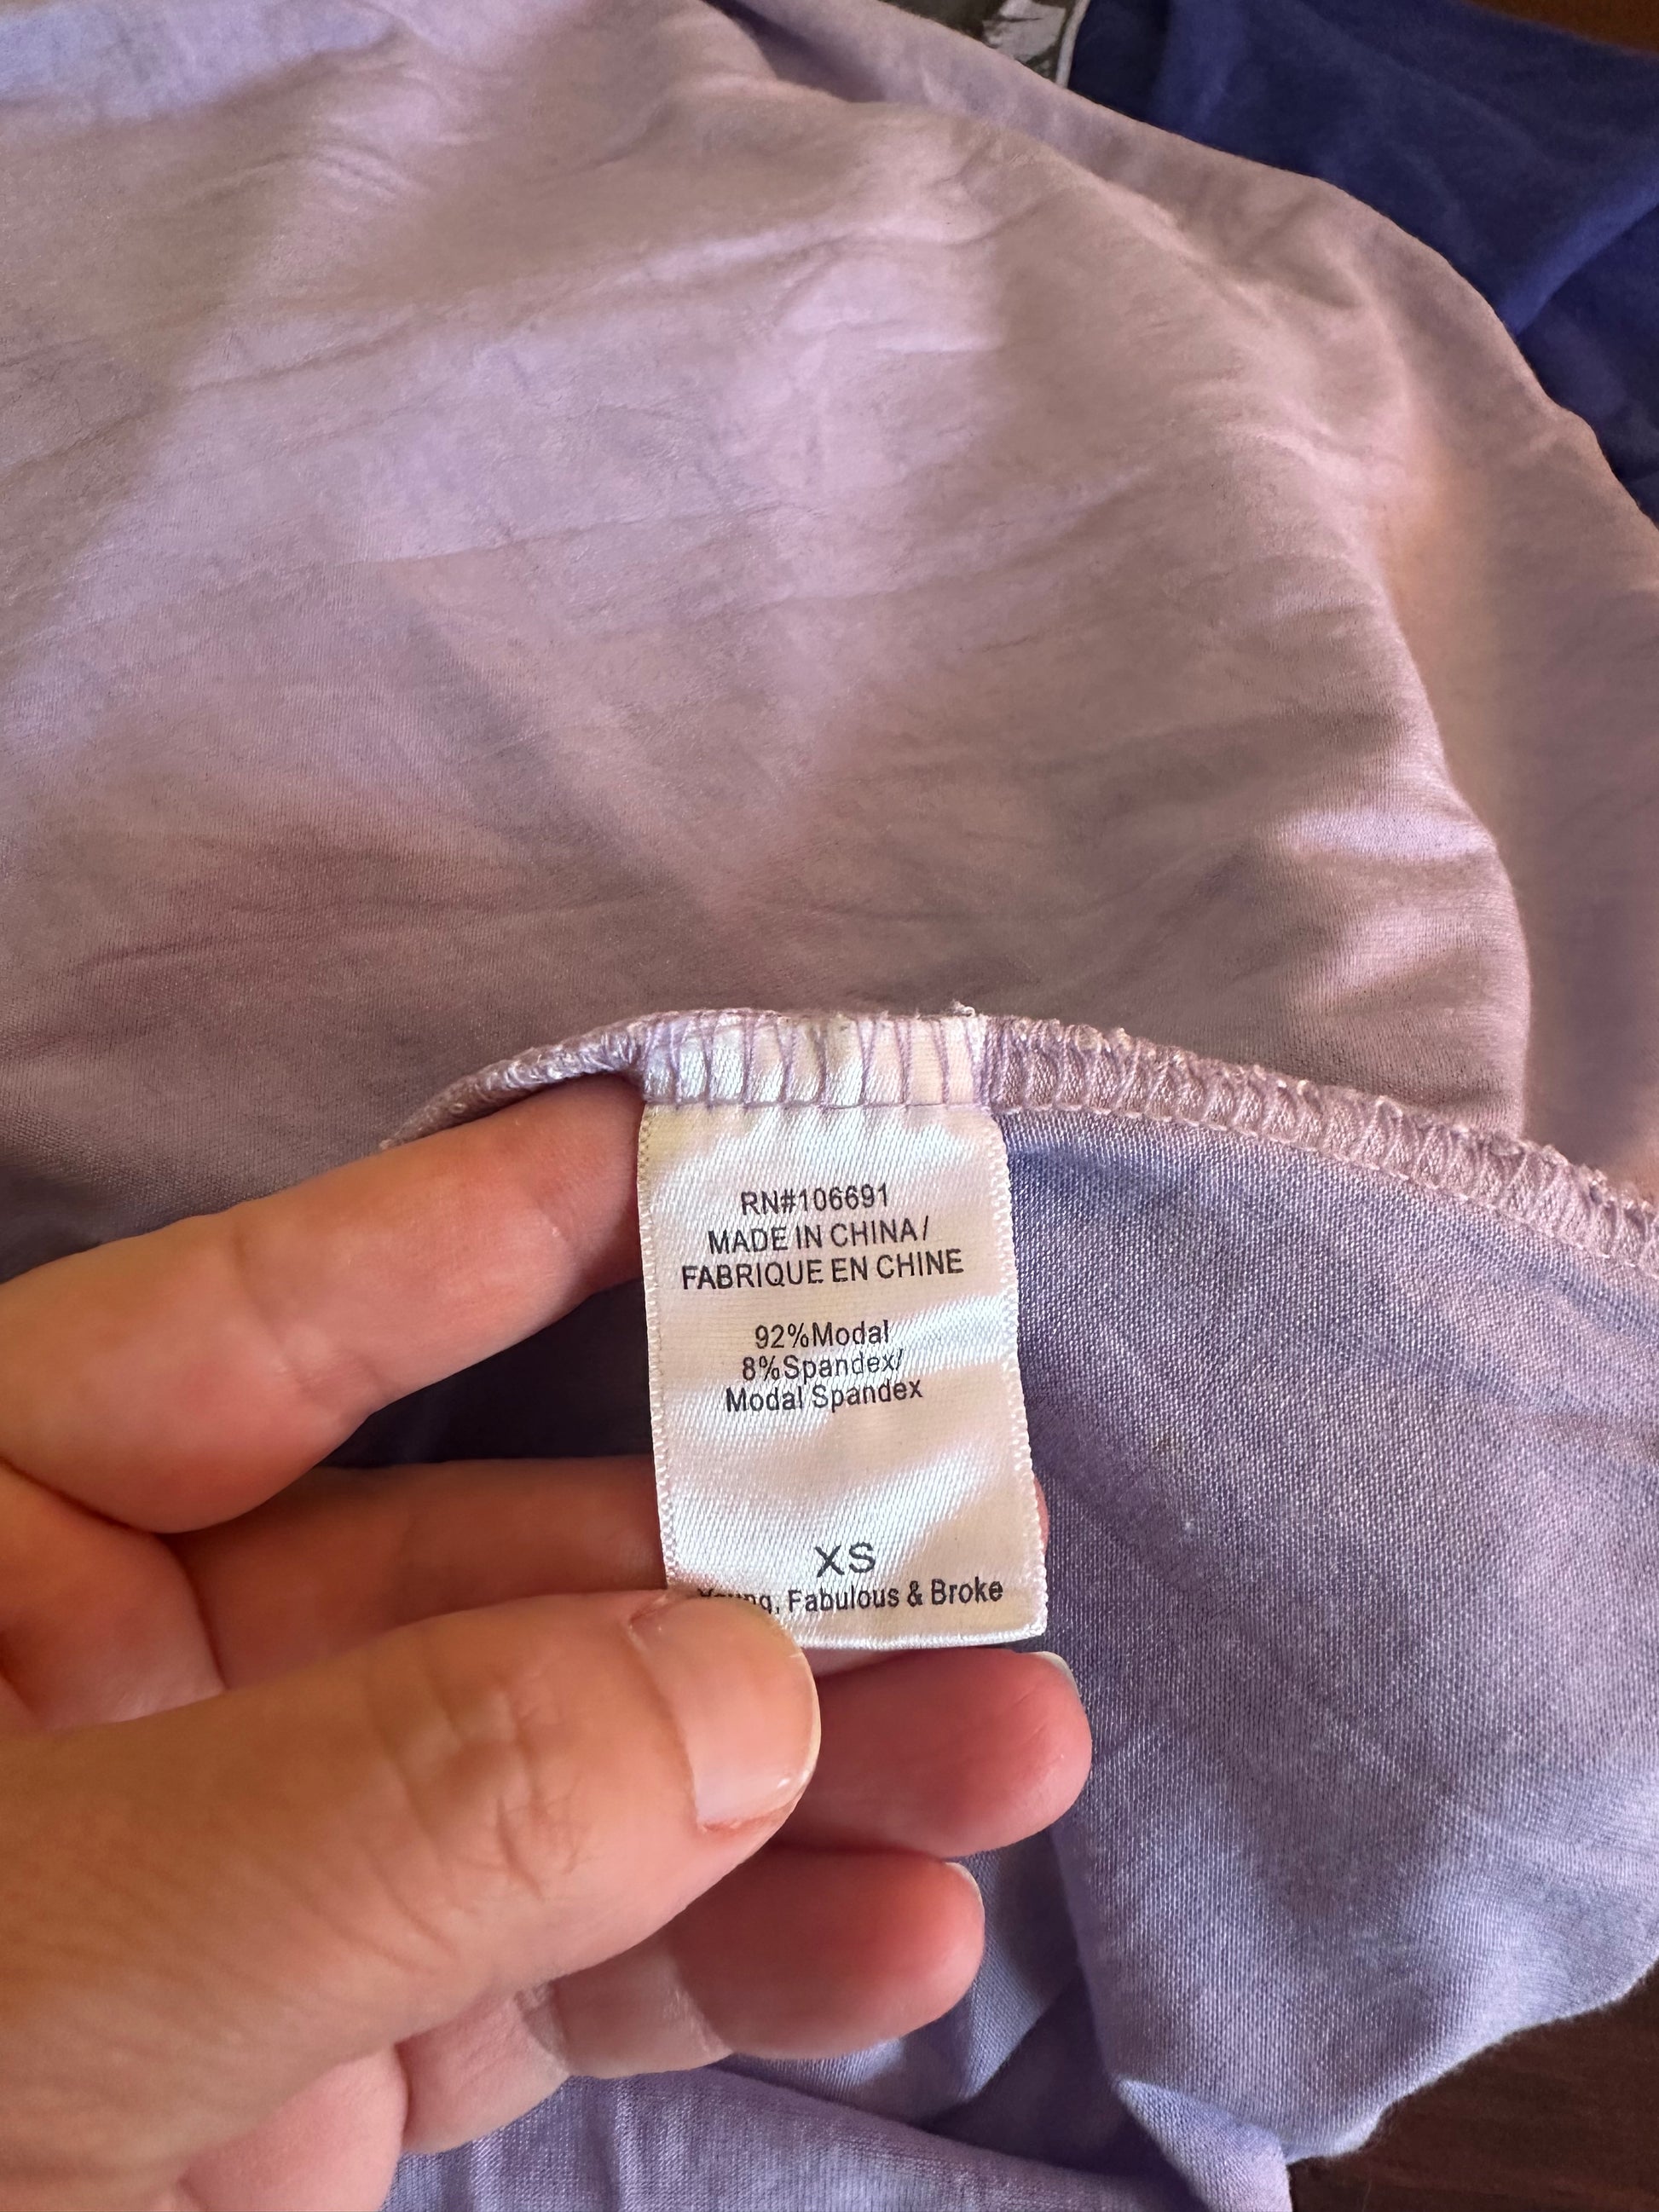 RN#106691
MADE IN CHINA/
FABRIQUE EN CHINE
92%Modal
8%Spandex/
Modal Spandex
XS
Young, Fabulous & Broke